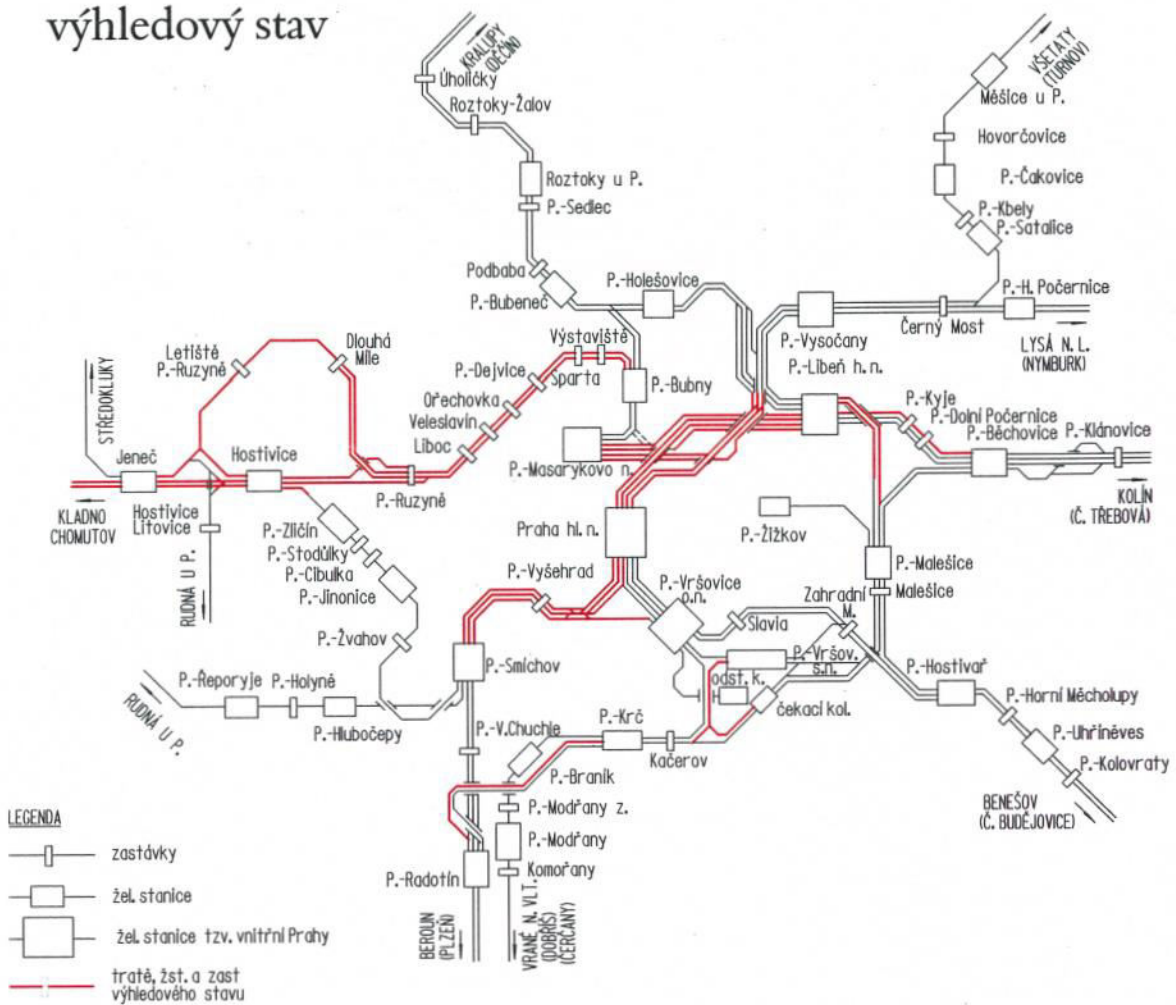 výhledový stav
KRALUPY
(DĚČÍN)
VŠETATY
(TURNOV)
Úholičky
Roztoky-Žalov
Měšice u P.
Hovorčovice
Roztoky u P.
P.-Čakovice
P.-Sedlec
P.-Kbely
P.-Satalice
Podbaba
P.-Holešovice
P.-Bubeneč
P.-H. Počernice
Černý Most
P.-Vysočany
LYSÁ N. L.
(NYMBURK)
Výstaviště
P.-Libeň h. n.
Letiště
P.-Ruzyně
Dlouhá
Míle
P.-Dejvice
Sparta
P.-Bubny
Ořechovka
Veleslavín
Liboc
P.-Kyje
P.-Dolní Počernice
P.-Běchovice
P.-Klánovice
STŘEDOKLUKY
Jeneč
Hostivice
P.-Masarykovo n.
P.-Ruzyně
KLADNO
CHOMUTOV
Hostivice
Litovice
KOLÍN
(Č. TŘEBOVÁ)
P.-Zličín
P.-Stodůlky
P.-Cibulka
P.-Jinonice
Praha hl. n.
P.-Žižkov
RUDNÁ U P.
P.-Vyšehrad
P.-Vršovice
o.n.
P.-Malešice
Zahradní
M.
Malešice
P.-Žvahov
Slavia
P.-Smíchov
P.-Vršov.
s.n.
odst. k.
P.-Hostivař
P.-Řeporyje
P.-Holyně
čekací kol.
P.-Horní Měcholupy
RUDNÁ U P.
P.-Hlubočepy
P.-V.Chuchle
P.-Krč
P.-Uhříněves
Kačerov
P.-Kolovraty
P.-Braník
BENEŠOV
(Č. BUDĚJOVICE)
P.-Modřany z.
P.-Modřany
P.-Radotín
Komořany
BEROUN
(PLZEŇ)
VRANÉ N. VLT.
(DOBŘÍŠ)
(ČERČANY)
LEGENDA
zastávky
žel. stanice
žel. stanice tzv. vnitřní Prahy
tratě, žst. a zast
výhledového stavu